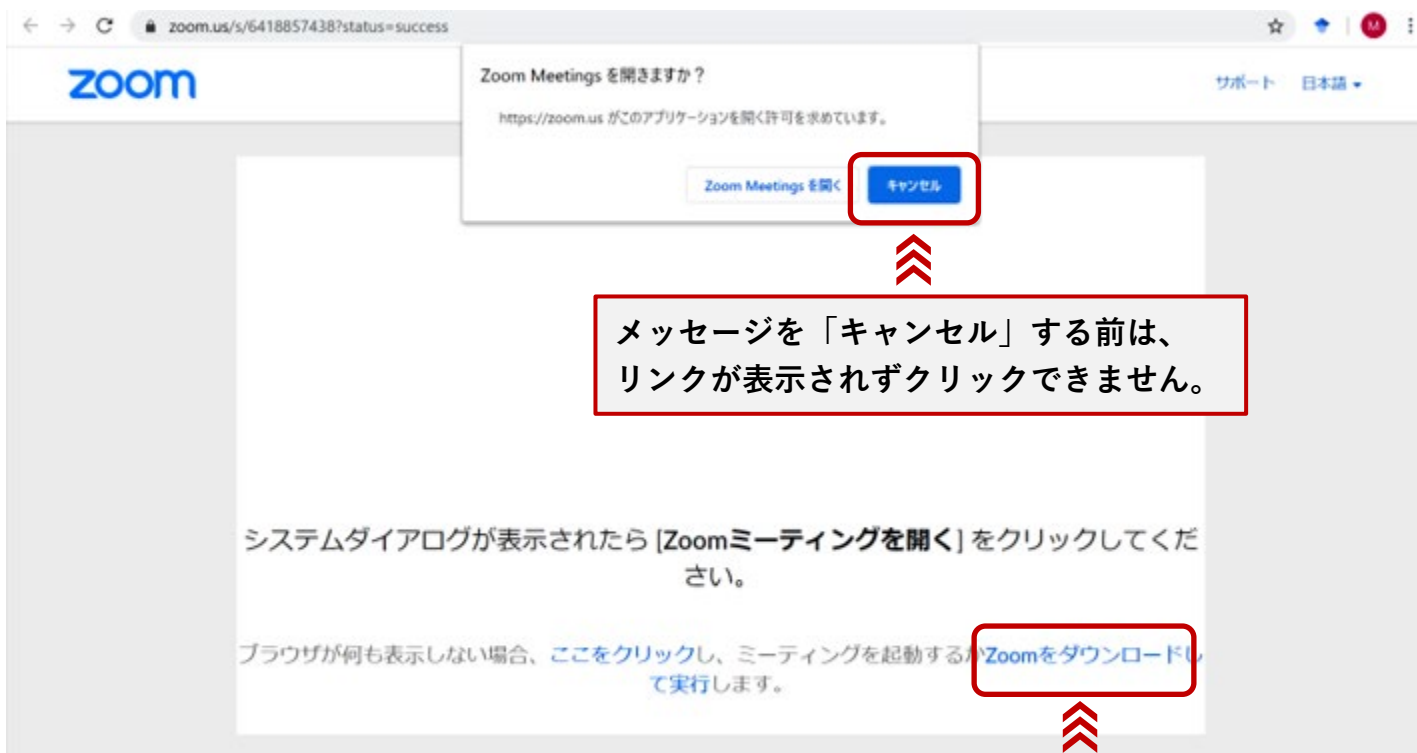 zoom.us/s/6418857438?status=success
M
zoom
サポート 日本語
Zoom Meetings を開きますか？
https://zoom.us がこのアプリケーションを開く許可を求めています。
Zoom Meetings を開く
キャンセル
メッセージを「キャンセル」する前は、
リンクが表示されずクリックできません。
システムダイアログが表示されたら [Zoomミーティングを開く] をクリックしてくだ
さい。
ブラウザが何も表示しない場合、ここをクリックし、ミーティングを起動するかZoomをダウンロードし
て実行します。